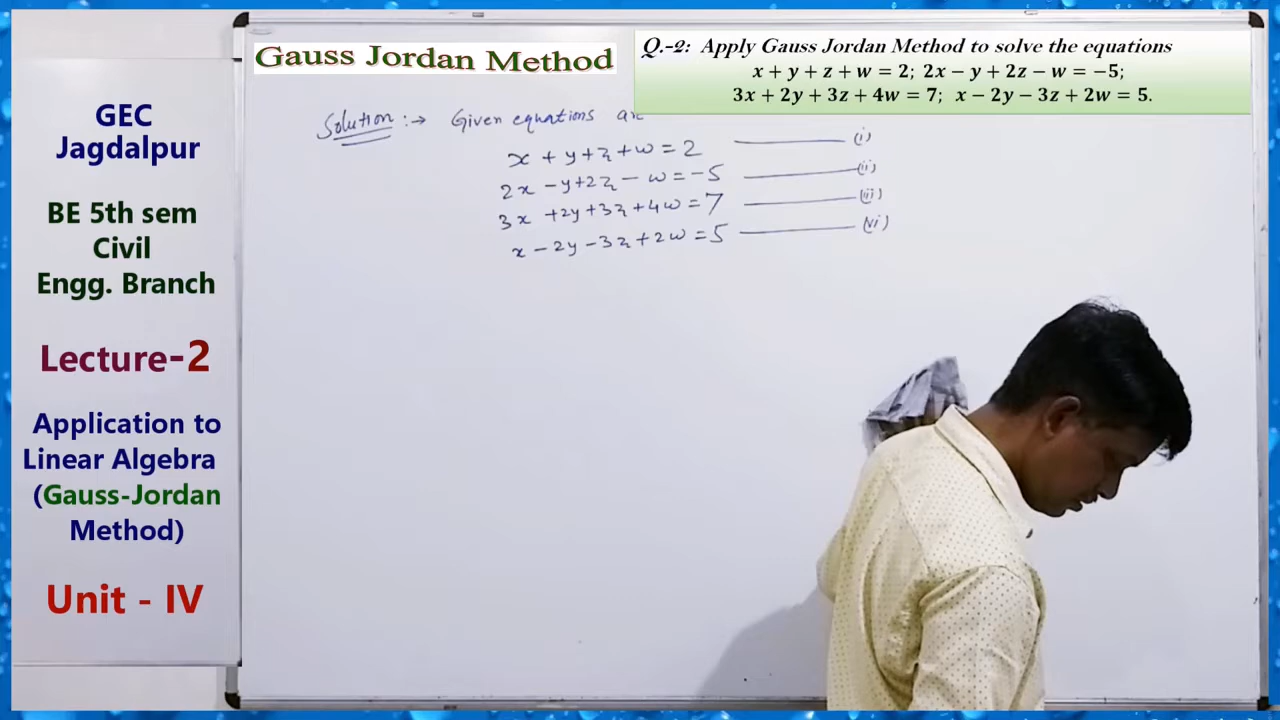 Gauss Jordan Method
Q.-2: Apply Gauss Jordan Method to solve the equations
x + y + z + w = 2; 2x − y + 2z − w = −5;
3x + 2y + 3z + 4w = 7; x − 2y − 3z + 2w = 5.
GEC
Jagdalpur
BE 5th sem
Civil
Engg. Branch
Lecture-2
Application to
Linear Algebra
(Gauss-Jordan
Method)
Unit - IV
Solution :→ Given equations are
x + y + z + w = 2 ——— (i)
2x − y + 2z − w = −5 ——— (ii)
3x + 2y + 3z + 4w = 7 ——— (iii)
x − 2y − 3z + 2w = 5 ——— (vi)